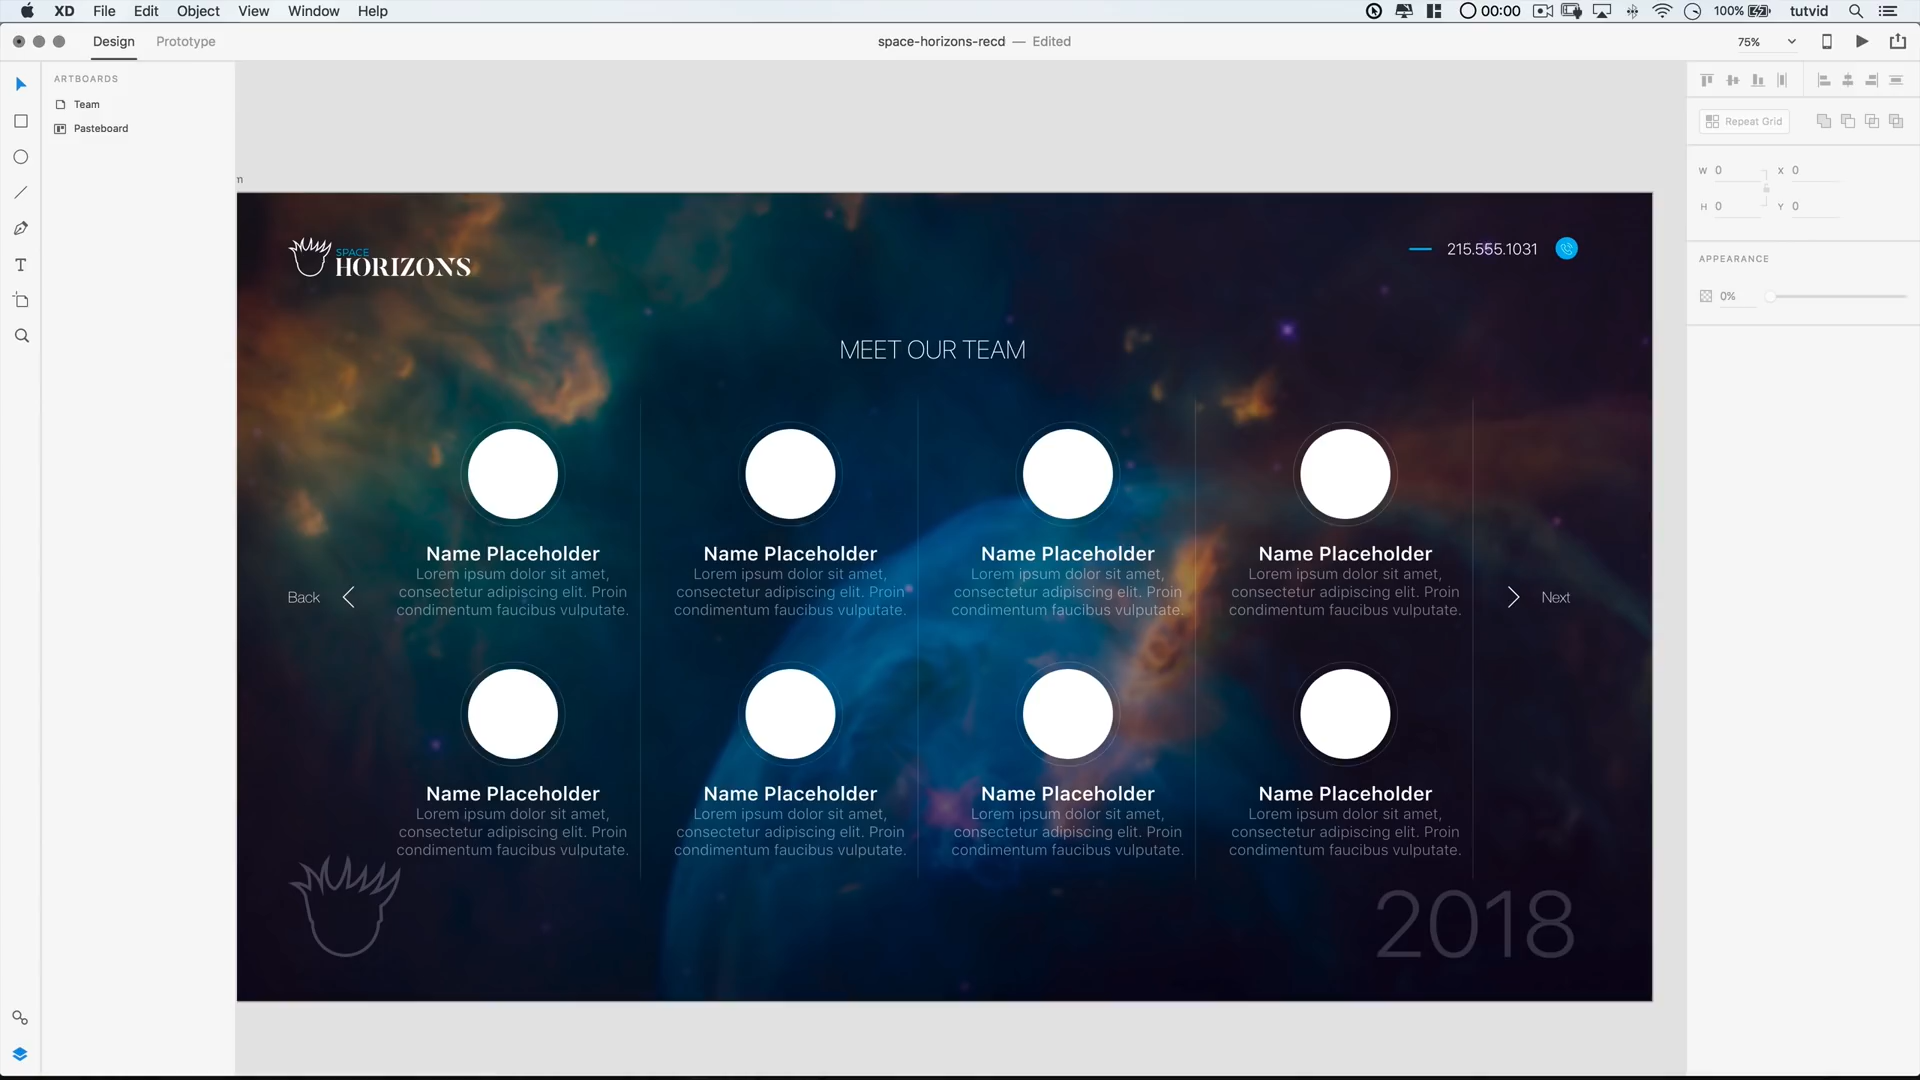 XD File Edit Object View Window Help
00:00 100% tutvid
Design Prototype
space-horizons-recd — Edited
75%
ARTBOARDS
Team
Pasteboard
m
SPACE
HORIZONS
215.555.1031
MEET OUR TEAM
Name Placeholder
Lorem ipsum dolor sit amet,
consectetur adipiscing elit. Proin
condimentum faucibus vulputate.
Name Placeholder
Lorem ipsum dolor sit amet,
consectetur adipiscing elit. Proin
condimentum faucibus vulputate.
Name Placeholder
Lorem ipsum dolor sit amet,
consectetur adipiscing elit. Proin
condimentum faucibus vulputate.
Name Placeholder
Lorem ipsum dolor sit amet,
consectetur adipiscing elit. Proin
condimentum faucibus vulputate.
Back
Next
Name Placeholder
Lorem ipsum dolor sit amet,
consectetur adipiscing elit. Proin
condimentum faucibus vulputate.
Name Placeholder
Lorem ipsum dolor sit amet,
consectetur adipiscing elit. Proin
condimentum faucibus vulputate.
Name Placeholder
Lorem ipsum dolor sit amet,
consectetur adipiscing elit. Proin
condimentum faucibus vulputate.
Name Placeholder
Lorem ipsum dolor sit amet,
consectetur adipiscing elit. Proin
condimentum faucibus vulputate.
2018
Repeat Grid
W 0 X 0
H 0 Y 0
APPEARANCE
0%